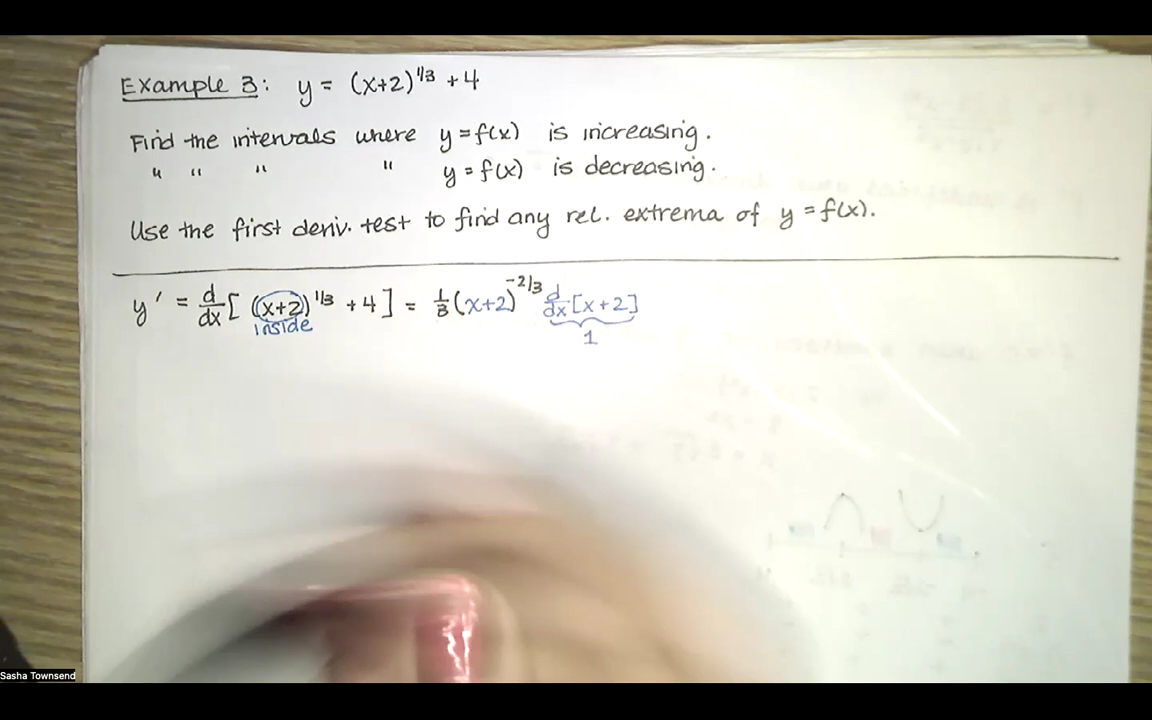 Example 3: y = (x+2)^1/3 + 4
Find the intervals where y = f(x) is increasing.
" " " " y = f(x) is decreasing.
Use the first deriv. test to find any rel. extrema of y = f(x).
y' = d/dx [(x+2)^1/3 + 4] = 1/3 (x+2)^-2/3 d/dx [x+2]
inside
1
Sasha Townsend